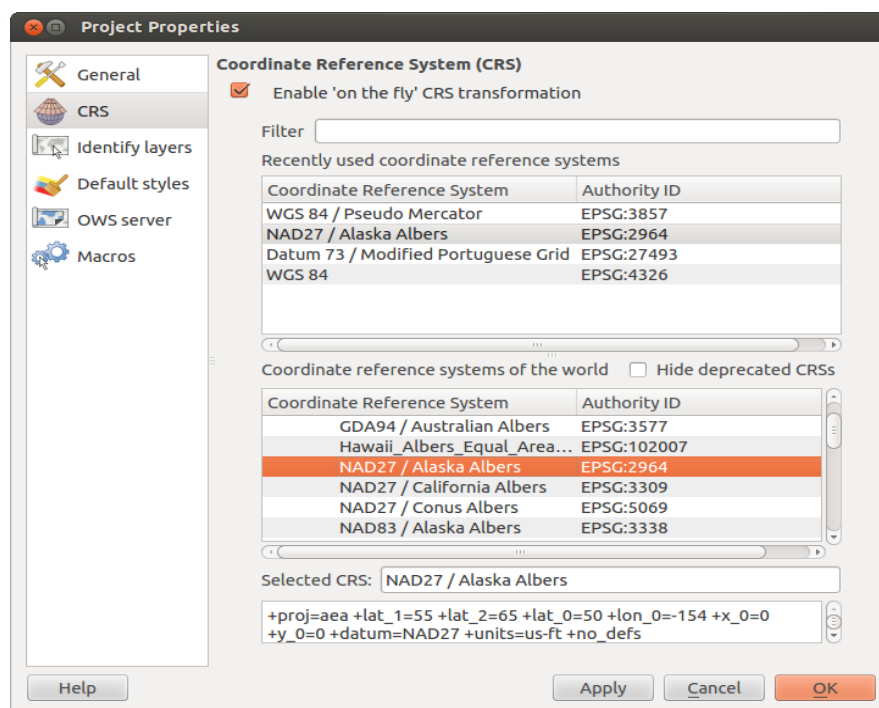 Project Properties
General
CRS
Identify layers
Default styles
OWS server
Macros
Coordinate Reference System (CRS)
Enable 'on the fly' CRS transformation
Filter
Recently used coordinate reference systems
Coordinate Reference System Authority ID
WGS 84 / Pseudo Mercator EPSG:3857
NAD27 / Alaska Albers EPSG:2964
Datum 73 / Modified Portuguese Grid EPSG:27493
WGS 84 EPSG:4326
Coordinate reference systems of the world Hide deprecated CRSs
Coordinate Reference System Authority ID
GDA94 / Australian Albers EPSG:3577
Hawaii_Albers_Equal_Area... EPSG:102007
NAD27 / Alaska Albers EPSG:2964
NAD27 / California Albers EPSG:3309
NAD27 / Conus Albers EPSG:5069
NAD83 / Alaska Albers EPSG:3338
Selected CRS: NAD27 / Alaska Albers
+proj=aea +lat_1=55 +lat_2=65 +lat_0=50 +lon_0=-154 +x_0=0
+y_0=0 +datum=NAD27 +units=us-ft +no_defs
Help Apply Cancel OK